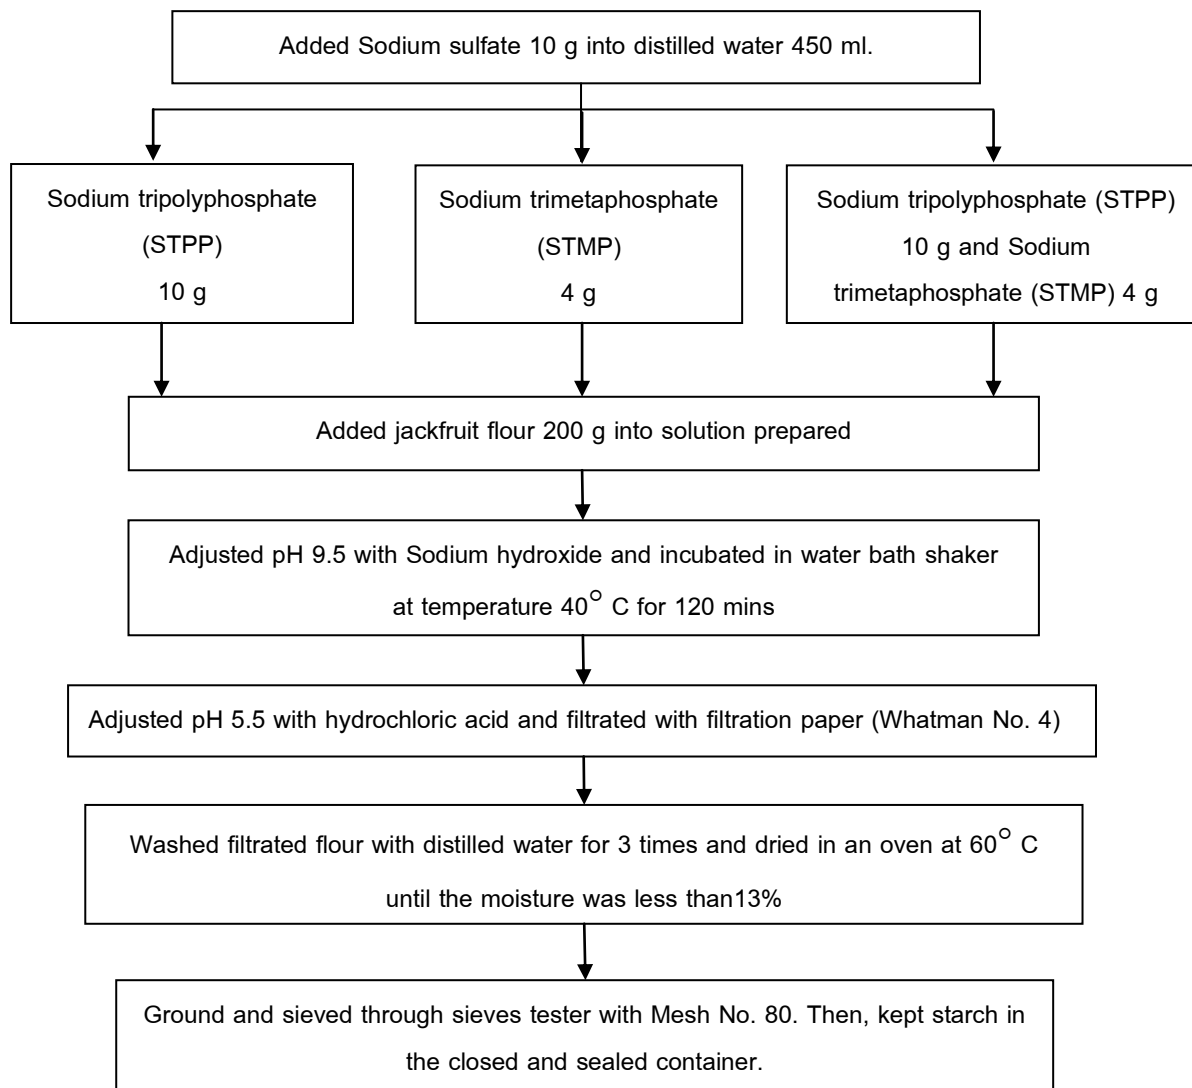 Added Sodium sulfate 10 g into distilled water 450 ml.
Sodium tripolyphosphate
(STPP)
10 g
Sodium trimetaphosphate
(STMP)
4 g
Sodium tripolyphosphate (STPP)
10 g and Sodium
trimetaphosphate (STMP) 4 g
Added jackfruit flour 200 g into solution prepared
Adjusted pH 9.5 with Sodium hydroxide and incubated in water bath shaker
at temperature 40° C for 120 mins
Adjusted pH 5.5 with hydrochloric acid and filtrated with filtration paper (Whatman No. 4)
Washed filtrated flour with distilled water for 3 times and dried in an oven at 60° C
until the moisture was less than13%
Ground and sieved through sieves tester with Mesh No. 80. Then, kept starch in
the closed and sealed container.